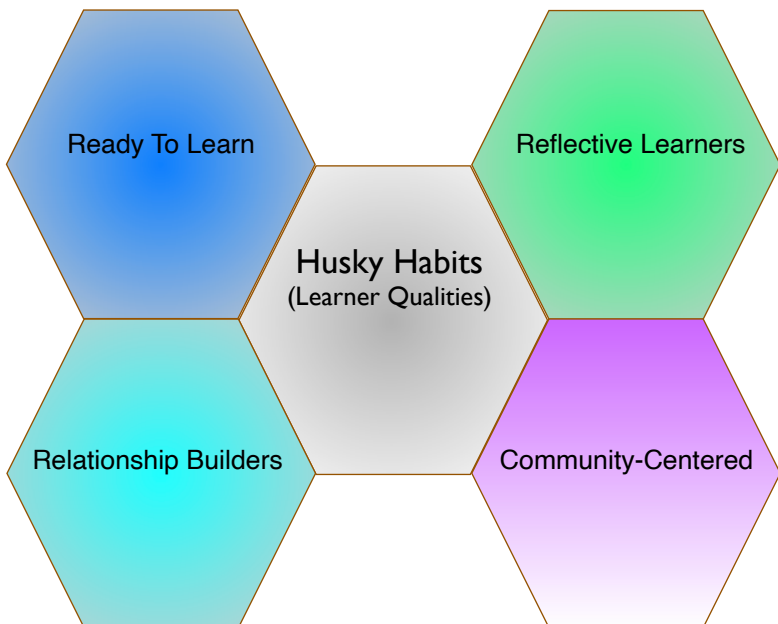 Ready To Learn
Reflective Learners
Husky Habits
(Learner Qualities)
Relationship Builders
Community-Centered